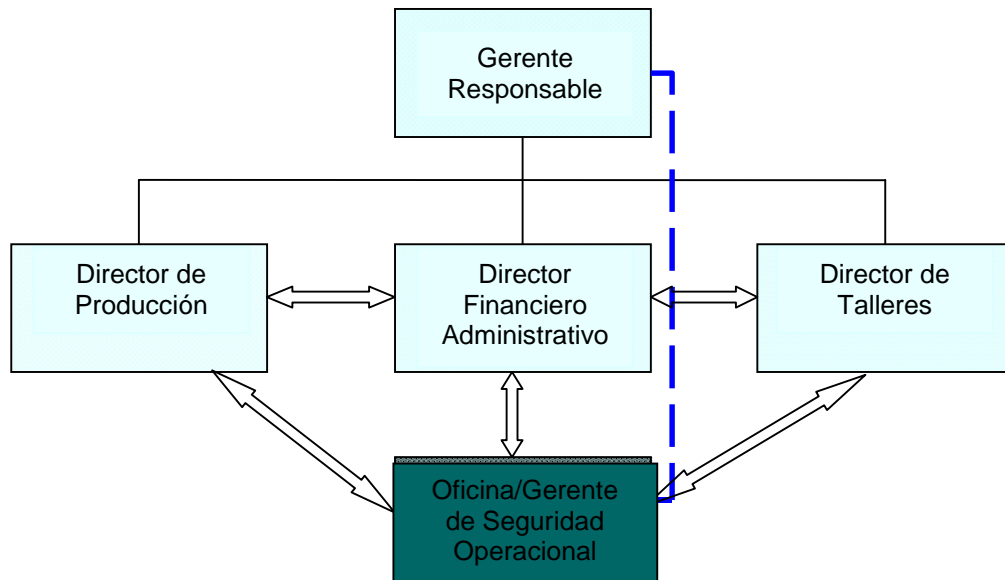 Gerente
Responsable
Director de
Producción
Director
Financiero
Administrativo
Director de
Talleres
Oficina/Gerente
de Seguridad
Operacional